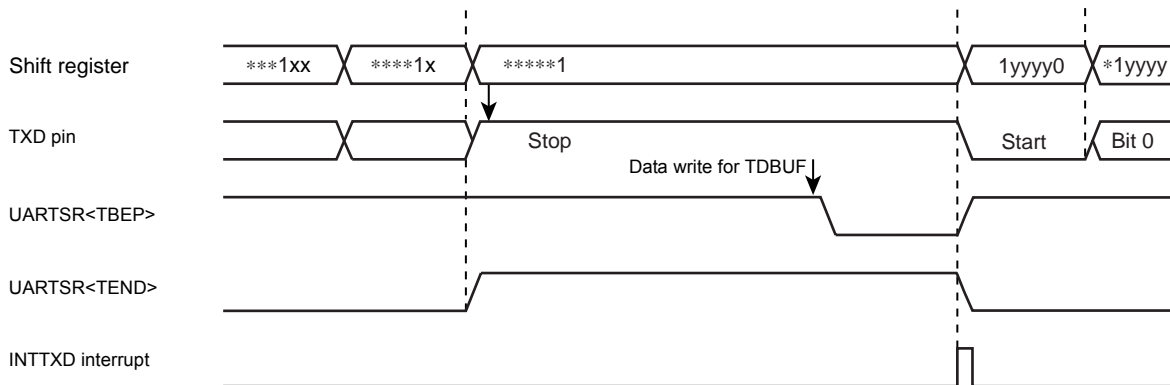 Shift register ***1xx ****1x *****1 1yyyy0 *1yyyy
TXD pin Stop Start Bit 0
Data write for TDBUF
UARTSR<TBEP>
UARTSR<TEND>
INTTXD interrupt